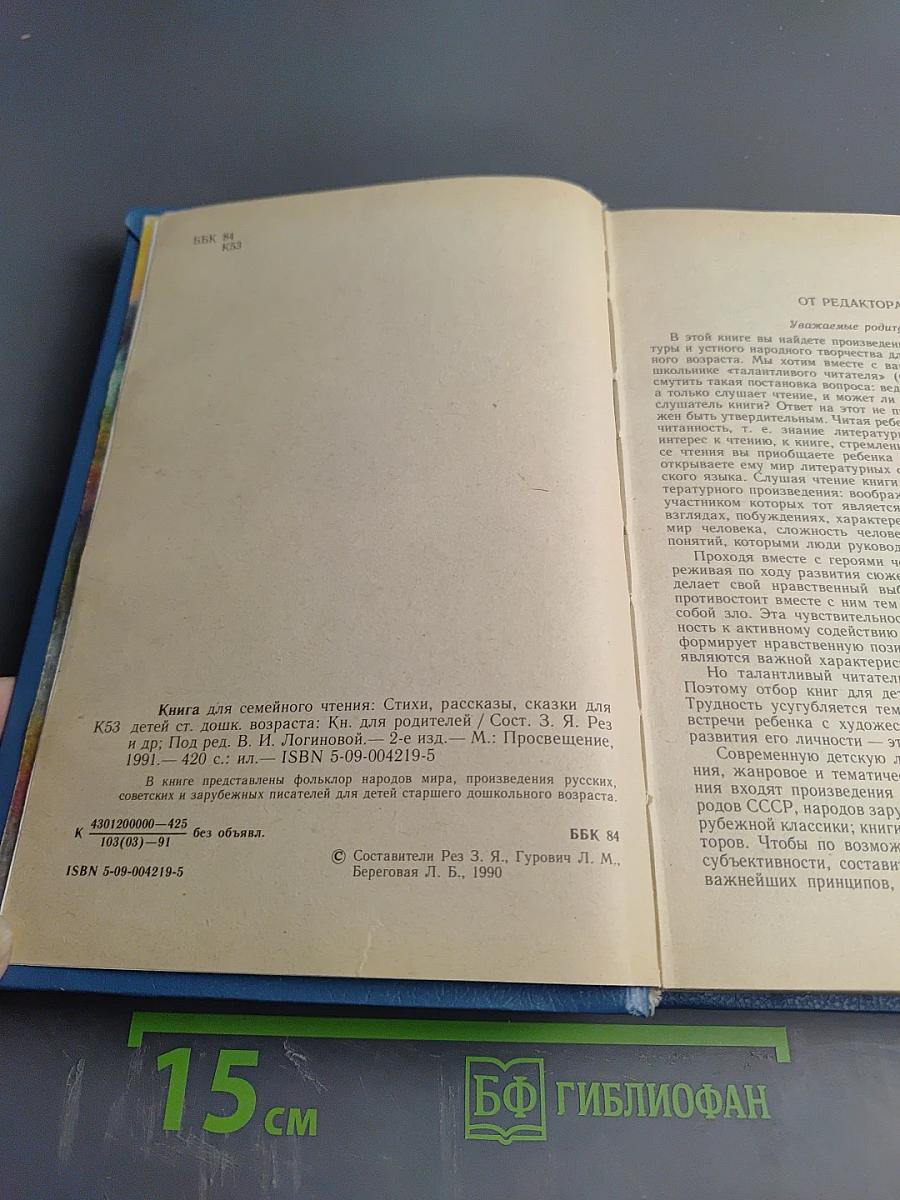 ББК 84
К53
Книга для семейного чтения: Стихи, рассказы, сказки для
К53 детей ст. дошк. возраста: Кн. для родителей / Сост. З. Я. Рез
и др; Под ред. В. И. Логиновой.— 2-е изд.— М.: Просвещение,
1991.— 420 с.: ил.— ISBN 5-09-004219-5
В книге представлены фольклор народов мира, произведения русских,
советских и зарубежных писателей для детей старшего дошкольного возраста.
К 4301200000—425
103(03)—91 без объявл.
ББК 84
ISBN 5-09-004219-5
© Составители Рез З. Я., Гурович Л. М.,
Береговая Л. Б., 1990
ОТ РЕДАКТОРА
Уважаемые родите
В этой книге вы найдете произведен
туры и устного народного творчества дл
ного возраста. Мы хотим вместе с ва
школьнике «талантливого читателя» (
смутить такая постановка вопроса: вед
а только слушает чтение, и может ли
слушатель книги? Ответ на этот не п
жен быть утвердительным. Читая ребе
читанность, т. е. знание литератур
интерес к чтению, к книге, стремлени
се чтения вы приобщаете ребенка
открываете ему мир литературных
ского языка. Слушая чтение книги
тературного произведения: вообра
участником которых тот является
взглядах, побуждениях, характере
мир человека, сложность челове
понятий, которыми люди руковод
Проходя вместе с героями ч
реживая по ходу развития сюже
делает свой нравственный выб
противостоит вместе с ним тем
собой зло. Эта чувствительнос
ность к активному содействию
формирует нравственную пози
являются важной характерист
Но талантливый читатель
Поэтому отбор книг для дет
Трудность усугубляется тем
встречи ребенка с художес
развития его личности — эт
Современную детскую л
ния, жанровое и тематичес
ния входят произведения
родов СССР, народов зару
рубежной классики; книги
торов. Чтобы по возмож
субъективности, составит
важнейших принципов,
15 см
БФ ГИБЛИОФАН